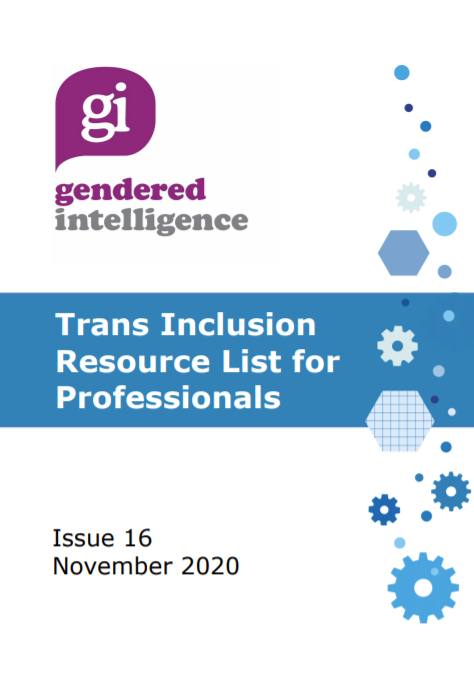 gi
gendered
intelligence
Trans Inclusion
Resource List for
Professionals
Issue 16
November 2020